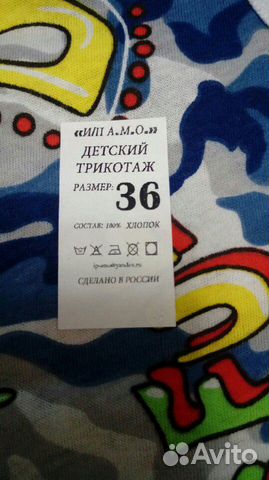 «ИП А.М.О.»
ДЕТСКИЙ
ТРИКОТАЖ
РАЗМЕР: 36
СОСТАВ: 100% ХЛОПОК
СДЕЛАНО В РОССИИ
Avito